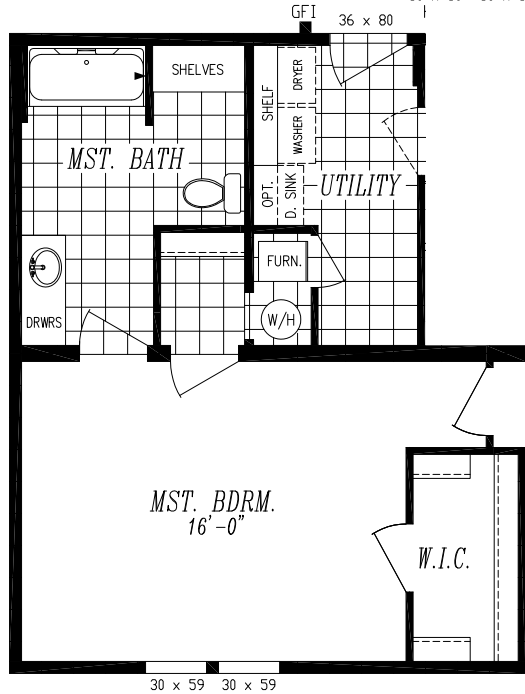 GFI
36 x 80
SHELVES
SHELF
DRYER
WASHER
MST. BATH
UTILITY
OPT.
D. SINK
FURN.
W/H
DRWRS
MST. BDRM.
16'-0"
W.I.C.
30 x 59
30 x 59